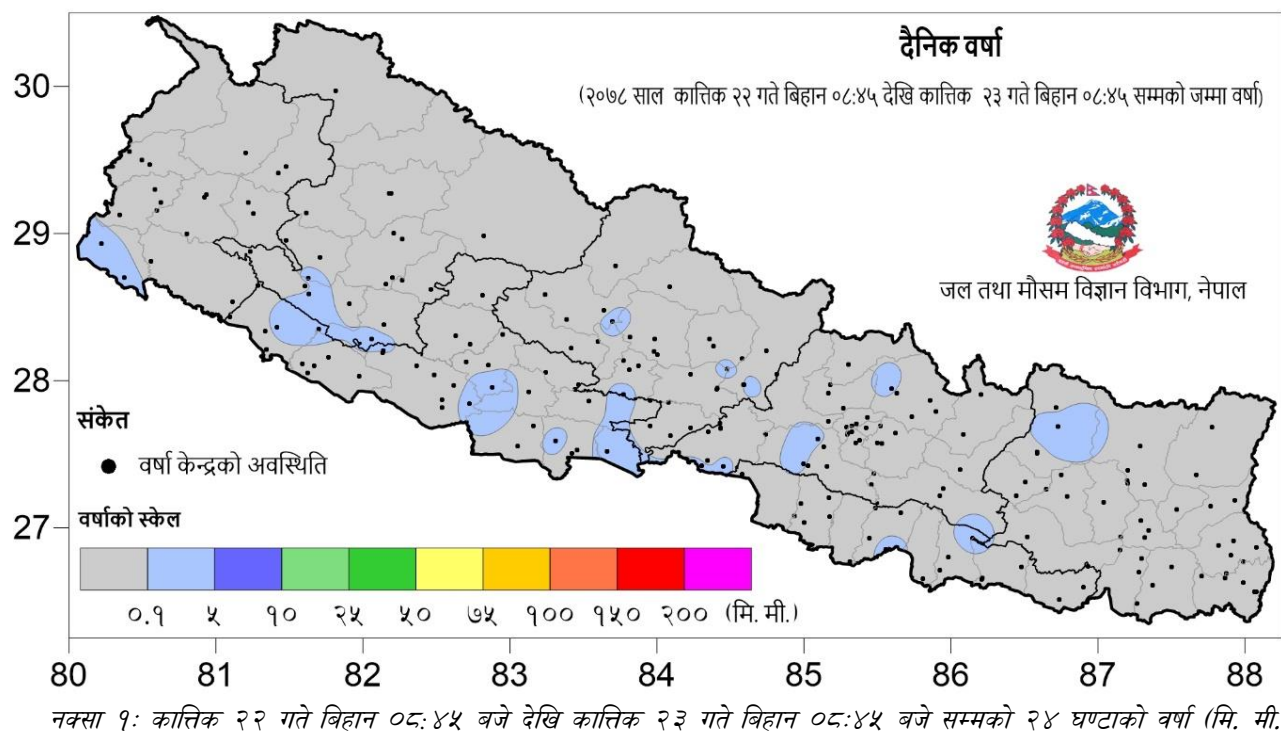 दैनिक वर्षा
(२०७८ साल कात्तिक २२ गते बिहान ०८:४५ देखि कात्तिक २३ गते बिहान ०८:४५ सम्मको जम्मा वर्षा)
30
29
28
27
जल तथा मौसम विज्ञान विभाग, नेपाल
संकेत
वर्षा केन्द्रको अवस्थिति
वर्षाको स्केल
०.१ ५ १० २५ ५० ७५ १०० १५० २०० (मि. मी.)
80 81 82 83 84 85 86 87 88
नक्सा १: कात्तिक २२ गते बिहान ०८:४५ बजे देखि कात्तिक २३ गते बिहान ०८:४५ बजे सम्मको २४ घण्टाको वर्षा (मि. मी.